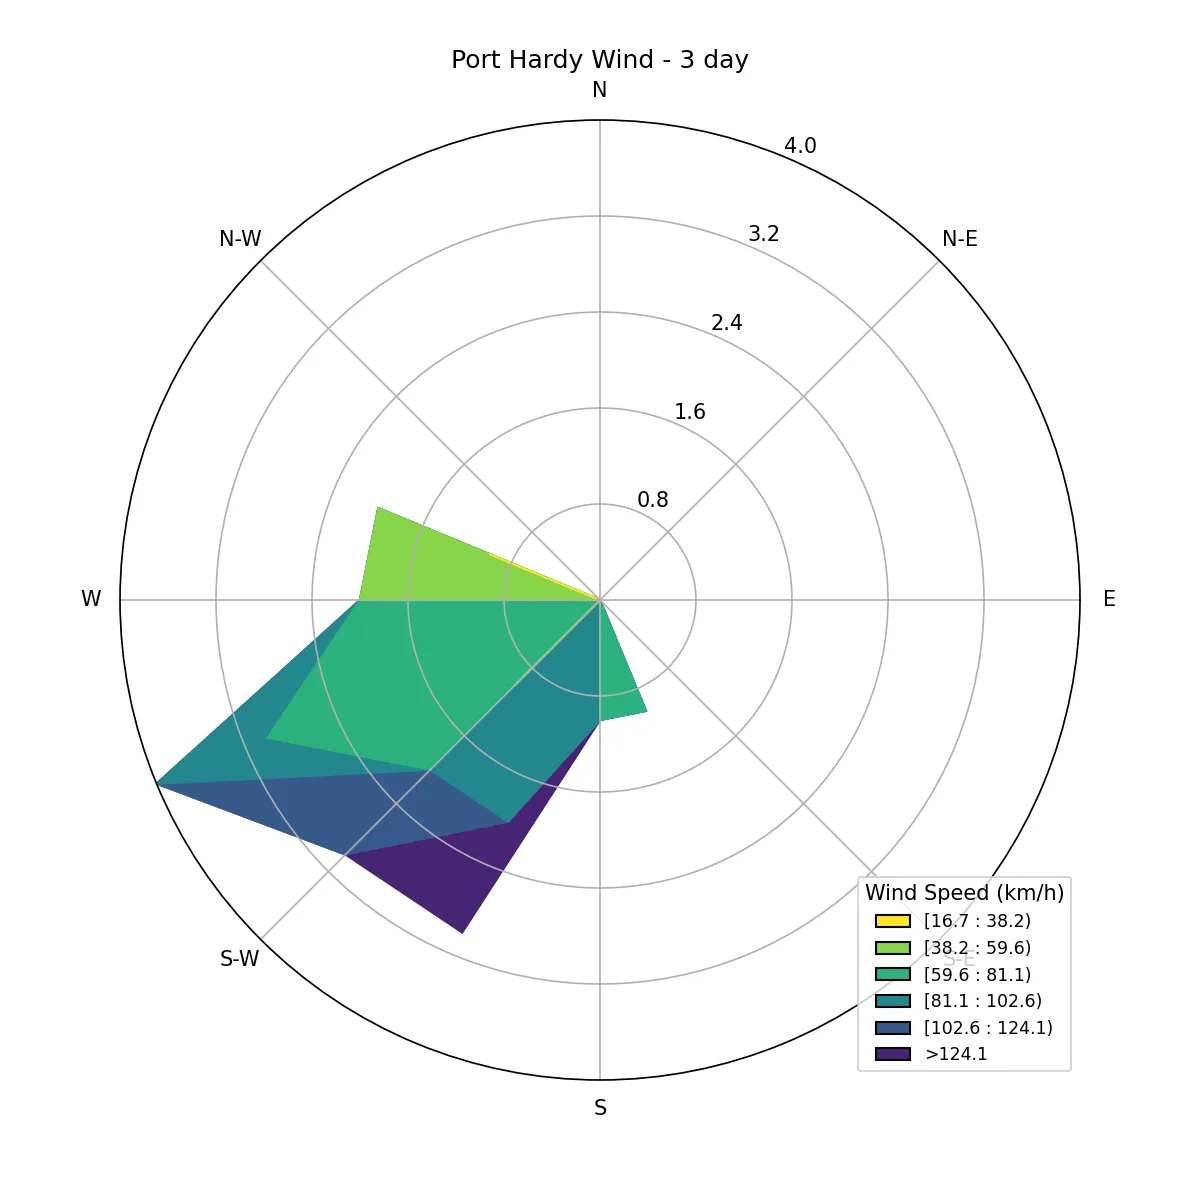 Port Hardy Wind - 3 day
N
4.0
N-W
3.2
N-E
2.4
1.6
0.8
W
E
Wind Speed (km/h)
[16.7 : 38.2)
[38.2 : 59.6)
S-W
S-E
[59.6 : 81.1)
[81.1 : 102.6)
[102.6 : 124.1)
>124.1
S